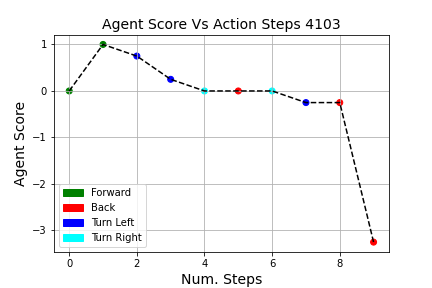 Agent Score Vs Action Steps 4103
Agent Score
1
0
−1
−2
−3
Forward
Back
Turn Left
Turn Right
0 2 4 6 8
Num. Steps